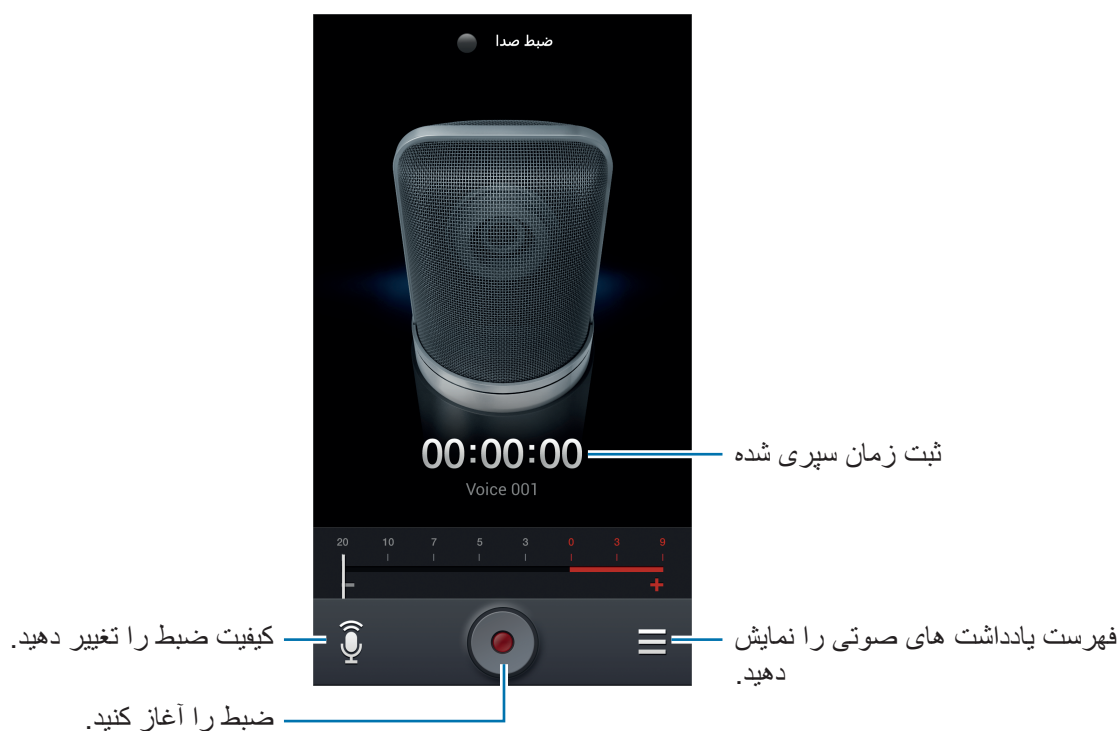 ضبط صدا
00:00:00
ثبت زمان سپری شده
Voice 001
20 10 7 5 3 0 3 9
− +
فهرست یادداشت های صوتی را نمایش
دهید.
کیفیت ضبط را تغییر دهید.
ضبط را آغاز کنید.